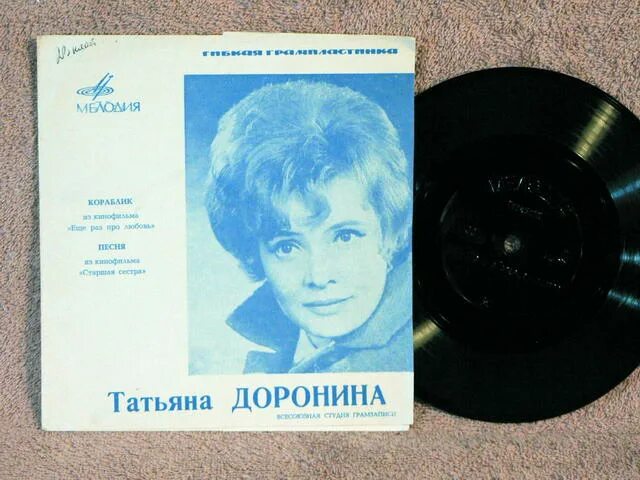 ГИБКАЯ ГРАМПЛАСТИНКА
МЕЛОДИЯ
КОРАБЛИК
из кинофильма
«Еще раз про любовь»
ПЕСНЯ
из кинофильма
«Старшая сестра»
Татьяна ДОРОНИНА
ВСЕСОЮЗНАЯ СТУДИЯ ГРАМЗАПИСИ